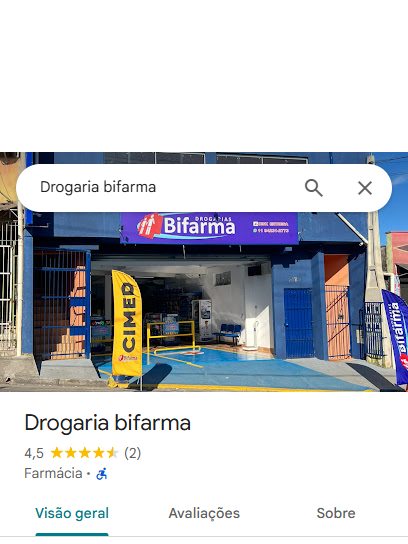 Drogaria bifarma
DROGARIAS
Bifarma
CIMED
Bifarma
Drogaria bifarma
4,5 (2)
Farmácia ·
Visão geral
Avaliações
Sobre